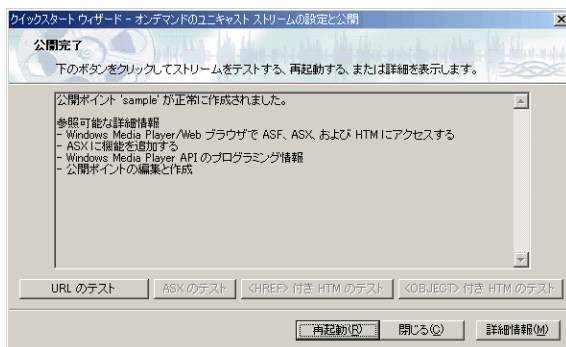 クイックスタート ウィザード - オンデマンドのユニキャスト ストリームの設定と公開
公開完了
下のボタンをクリックしてストリームをテストする、再起動する、または詳細を表示します。
公開ポイント 'sample' が正常に作成されました。
参照可能な詳細情報
- Windows Media Player/Web ブラウザで ASF、ASX、および HTM にアクセスする
- ASX に機能を追加する
- Windows Media Player API のプログラミング情報
- 公開ポイントの編集と作成
URL のテスト
ASX のテスト
<HREF> 付き HTM のテスト
<OBJECT> 付き HTM のテスト
再起動(R)
閉じる(C)
詳細情報(M)